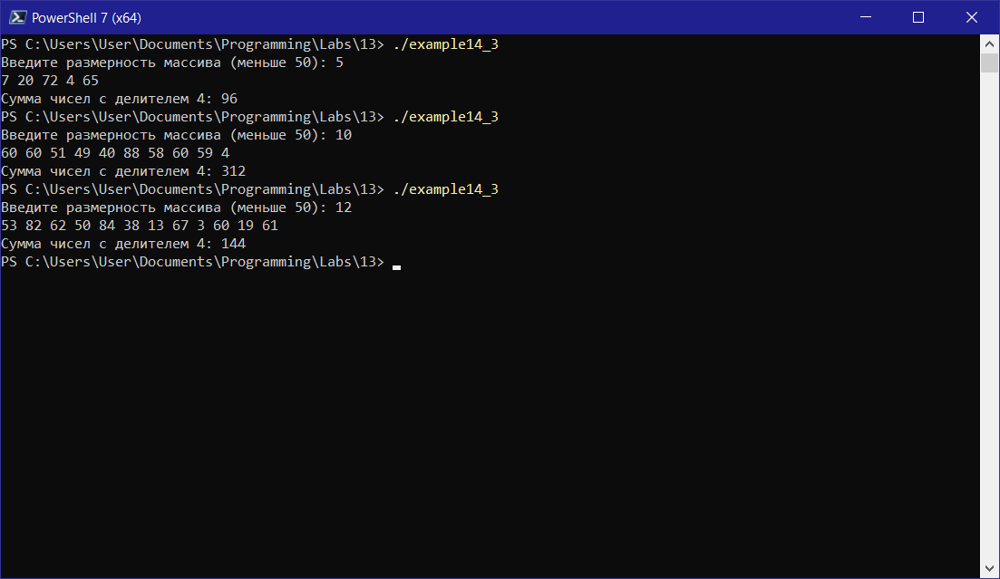 PowerShell 7 (x64)
PS C:\Users\User\Documents\Programming\Labs\13> ./example14_3
Введите размерность массива (меньше 50): 5
7 20 72 4 65
Сумма чисел с делителем 4: 96
PS C:\Users\User\Documents\Programming\Labs\13> ./example14_3
Введите размерность массива (меньше 50): 10
60 60 51 49 40 88 58 60 59 4
Сумма чисел с делителем 4: 312
PS C:\Users\User\Documents\Programming\Labs\13> ./example14_3
Введите размерность массива (меньше 50): 12
53 82 62 50 84 38 13 67 3 60 19 61
Сумма чисел с делителем 4: 144
PS C:\Users\User\Documents\Programming\Labs\13>